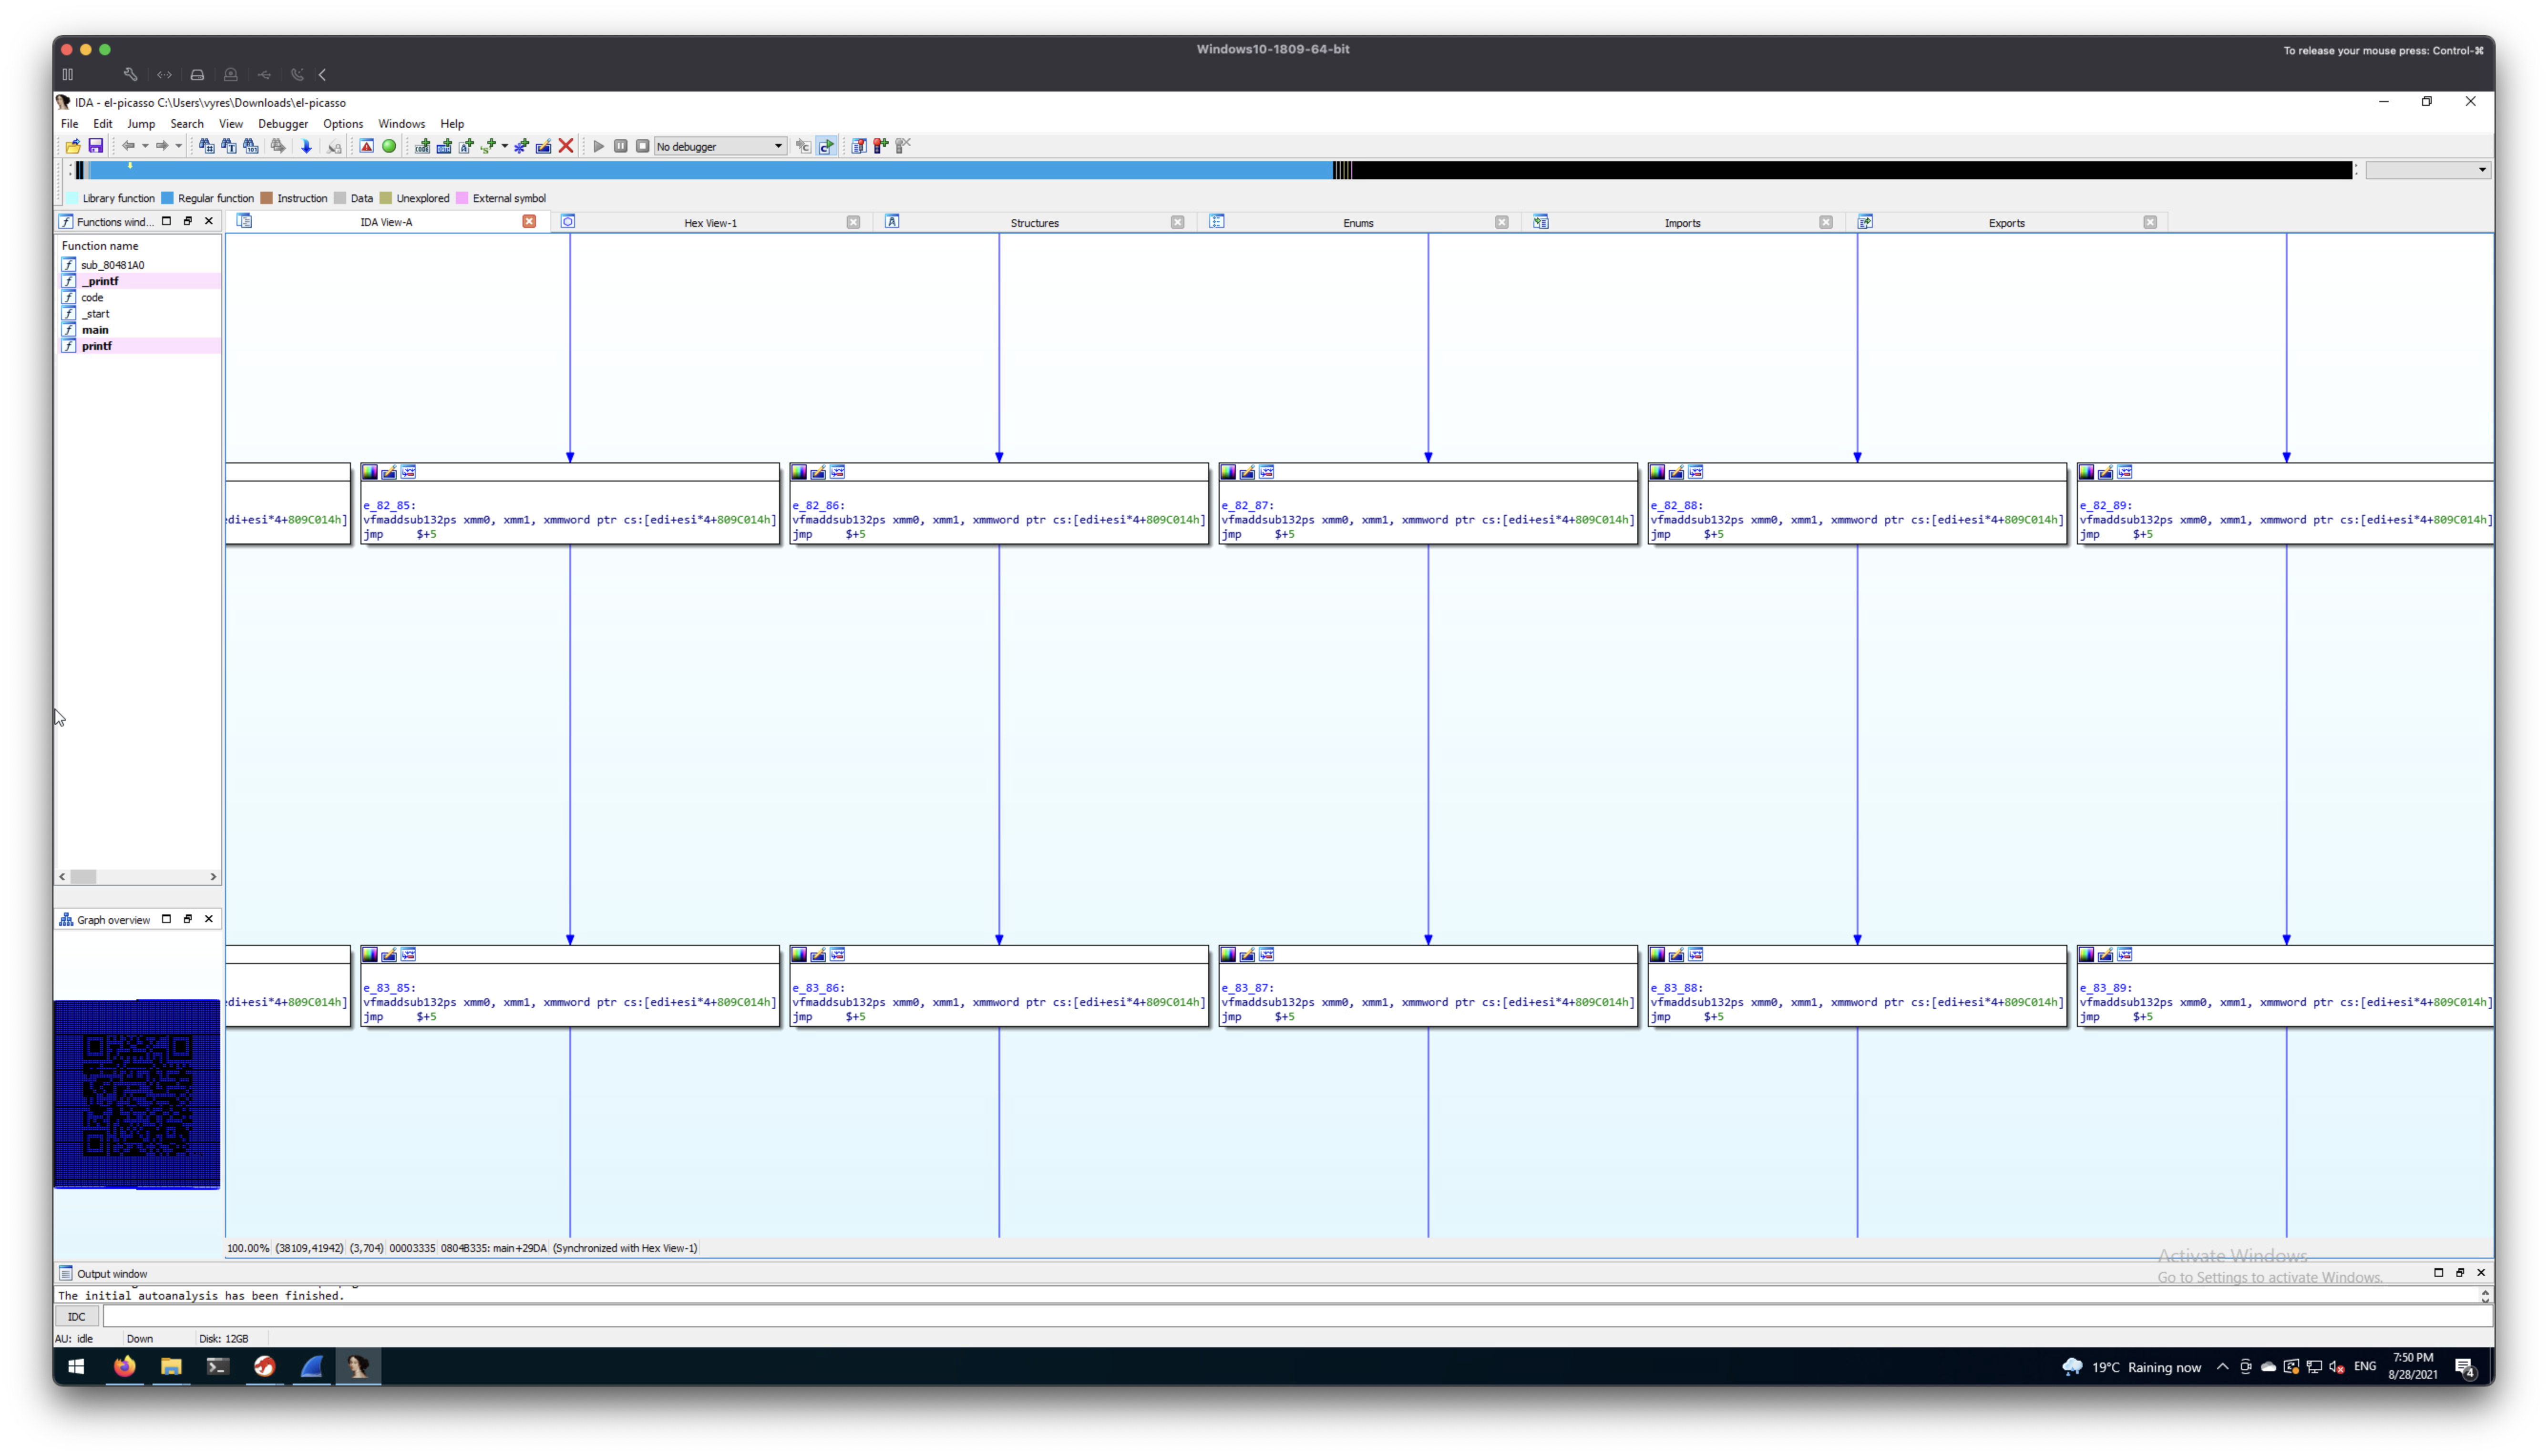 Windows10-1809-64-bit
To release your mouse press: Control-⌘
IDA - el-picasso C:\Users\vyres\Downloads\el-picasso
File Edit Jump Search View Debugger Options Windows Help
No debugger
Library function Regular function Instruction Data Unexplored External symbol
Functions wind...
IDA View-A
Hex View-1
Structures
Enums
Imports
Exports
Function name
sub_80481A0
_printf
code
_start
main
printf
edi+esi*4+809C014h]
e_82_85:
vfmaddsub132ps xmm0, xmm1, xmmword ptr cs:[edi+esi*4+809C014h]
jmp $+5
e_82_86:
vfmaddsub132ps xmm0, xmm1, xmmword ptr cs:[edi+esi*4+809C014h]
jmp $+5
e_82_87:
vfmaddsub132ps xmm0, xmm1, xmmword ptr cs:[edi+esi*4+809C014h]
jmp $+5
e_82_88:
vfmaddsub132ps xmm0, xmm1, xmmword ptr cs:[edi+esi*4+809C014h]
jmp $+5
e_82_89:
vfmaddsub132ps xmm0, xmm1, xmmword ptr cs:[edi+esi*4+809C014h]
jmp $+5
Graph overview
edi+esi*4+809C014h]
e_83_85:
vfmaddsub132ps xmm0, xmm1, xmmword ptr cs:[edi+esi*4+809C014h]
jmp $+5
e_83_86:
vfmaddsub132ps xmm0, xmm1, xmmword ptr cs:[edi+esi*4+809C014h]
jmp $+5
e_83_87:
vfmaddsub132ps xmm0, xmm1, xmmword ptr cs:[edi+esi*4+809C014h]
jmp $+5
e_83_88:
vfmaddsub132ps xmm0, xmm1, xmmword ptr cs:[edi+esi*4+809C014h]
jmp $+5
e_83_89:
vfmaddsub132ps xmm0, xmm1, xmmword ptr cs:[edi+esi*4+809C014h]
jmp $+5
100.00% (38109,41942) (3,704) 00003335 0804B335: main+29DA (Synchronized with Hex View-1)
Activate Windows
Go to Settings to activate Windows.
Output window
The initial autoanalysis has been finished.
IDC
AU: idle Down Disk: 12GB
19°C Raining now
ENG
7:50 PM
8/28/2021
4